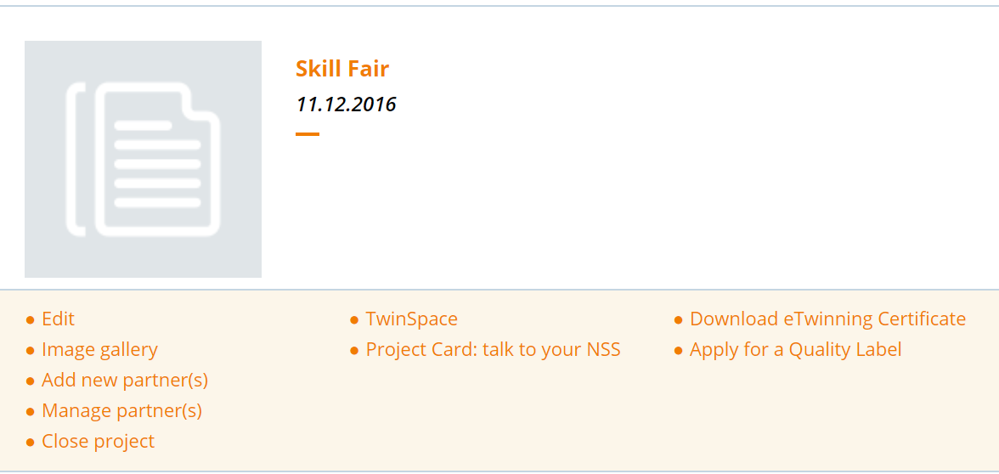 Skill Fair
11.12.2016
● Edit
● Image gallery
● Add new partner(s)
● Manage partner(s)
● Close project
● TwinSpace
● Project Card: talk to your NSS
● Download eTwinning Certificate
● Apply for a Quality Label